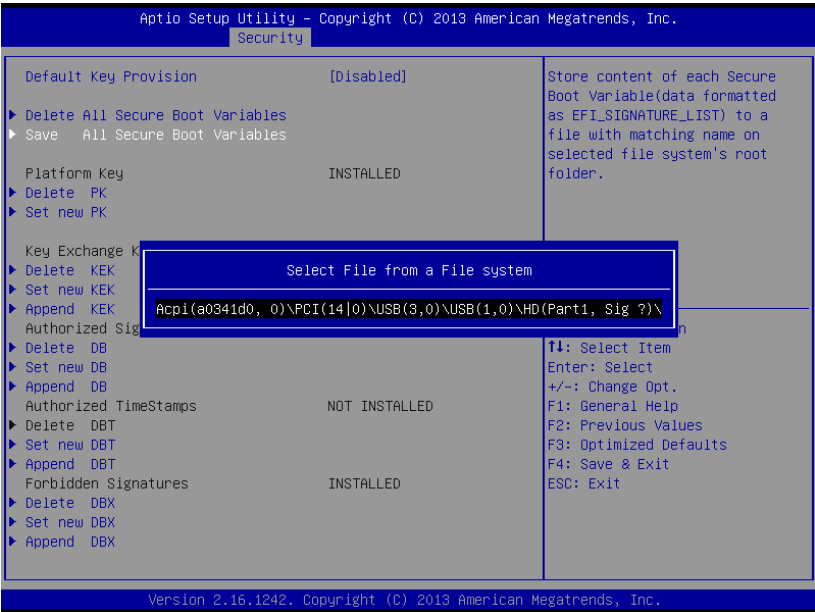 Aptio Setup Utility – Copyright (C) 2013 American Megatrends, Inc.
Security
Default Key Provision [Disabled]
Delete All Secure Boot Variables
Save All Secure Boot Variables
Platform Key INSTALLED
Delete PK
Set new PK
Key Exchange K
Delete KEK
Set new KEK
Append KEK
Authorized Sig
Delete DB
Set new DB
Append DB
Authorized TimeStamps NOT INSTALLED
Delete DBT
Set new DBT
Append DBT
Forbidden Signatures INSTALLED
Delete DBX
Set new DBX
Append DBX
Select File from a File system
Acpi(a0341d0, 0)\PCI(14|0)\USB(3,0)\USB(1,0)\HD(Part1, Sig ?)\
Store content of each Secure
Boot Variable(data formatted
as EFI_SIGNATURE_LIST) to a
file with matching name on
selected file system's root
folder.
↑↓: Select Item
Enter: Select
+/-: Change Opt.
F1: General Help
F2: Previous Values
F3: Optimized Defaults
F4: Save & Exit
ESC: Exit
Version 2.16.1242. Copyright (C) 2013 American Megatrends, Inc.